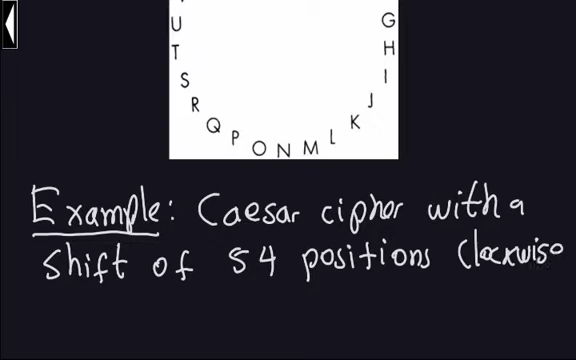 U G
T H
S I
R J
Q K
P O N M L
Example: Caesar cipher with a
shift of 54 positions clockwise